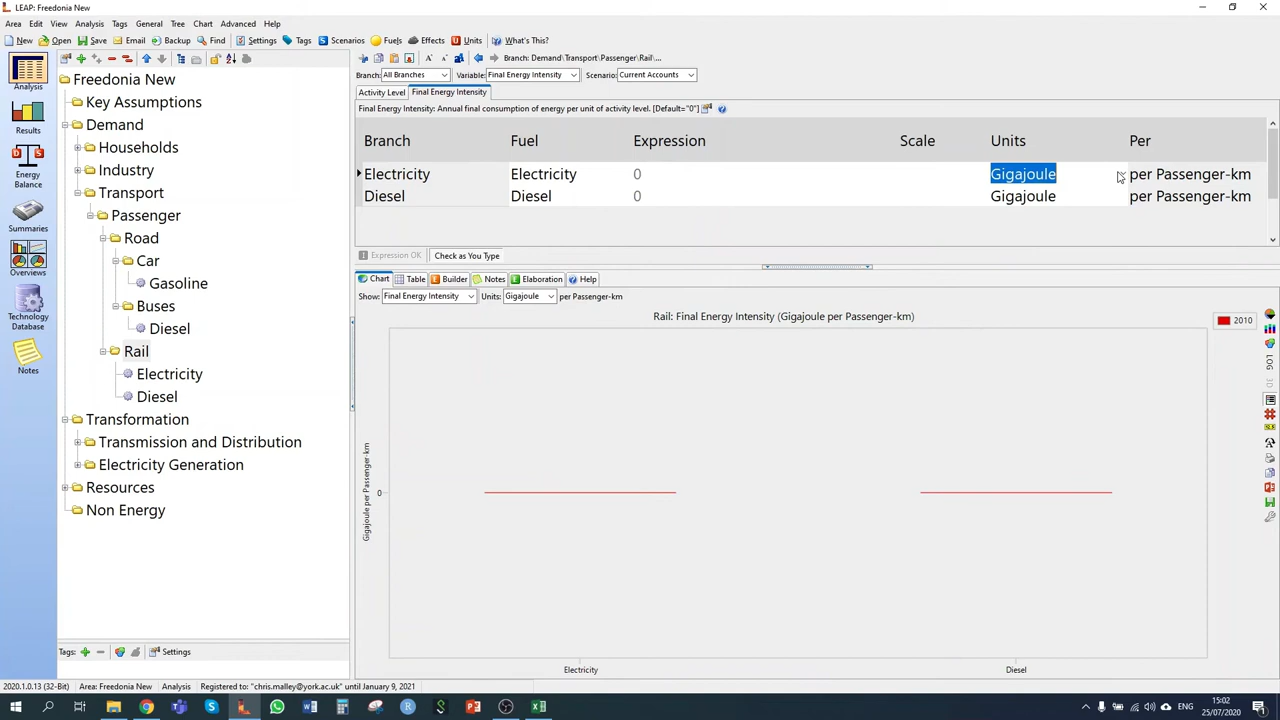 LEAP: Freedonia New
Area Edit View Analysis Tags General Tree Chart Advanced Help
New Open Save Email Backup Find Settings Tags Scenarios Fuels Effects Units What's This?
Analysis
Results
Energy
Balance
Summaries
Overviews
Technology
Database
Notes
Freedonia New
Key Assumptions
Demand
Households
Industry
Transport
Passenger
Road
Car
Gasoline
Buses
Diesel
Rail
Electricity
Diesel
Transformation
Transmission and Distribution
Electricity Generation
Resources
Non Energy
Tags: Settings
Branch: Demand\Transport\Passenger\Rail\...
Branch: All Branches Variable: Final Energy Intensity Scenario: Current Accounts
Activity Level Final Energy Intensity
Final Energy Intensity: Annual final consumption of energy per unit of activity level. [Default="0"]
Branch Fuel Expression Scale Units Per
Electricity Electricity 0 Gigajoule per Passenger-km
Diesel Diesel 0 Gigajoule per Passenger-km
Expression OK Check as You Type
Chart Table Builder Notes Elaboration Help
Show: Final Energy Intensity Units: Gigajoule per Passenger-km
Rail: Final Energy Intensity (Gigajoule per Passenger-km)
2010
LOG
3D
Gigajoule per Passenger-km
0
Electricity Diesel
2020.1.0.13 (32-Bit) Area: Freedonia New Analysis Registered to: "chris.malley@york.ac.uk" until January 9, 2021
ENG
15:02
25/07/2020